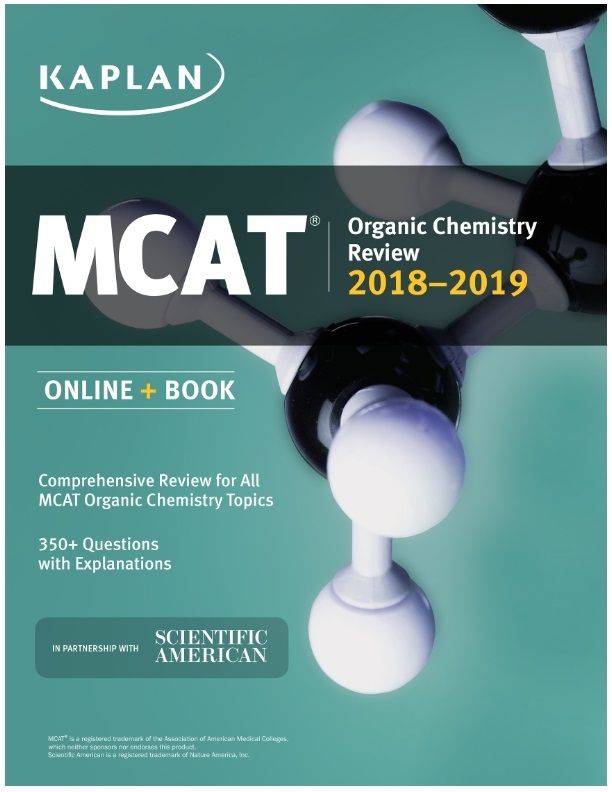 KAPLAN
MCAT®
Organic Chemistry
Review
2018–2019
ONLINE + BOOK
Comprehensive Review for All
MCAT Organic Chemistry Topics
350+ Questions
with Explanations
IN PARTNERSHIP WITH
SCIENTIFIC
AMERICAN
MCAT® is a registered trademark of the Association of American Medical Colleges,
which neither sponsors nor endorses this product.
Scientific American is a registered trademark of Nature America, Inc.